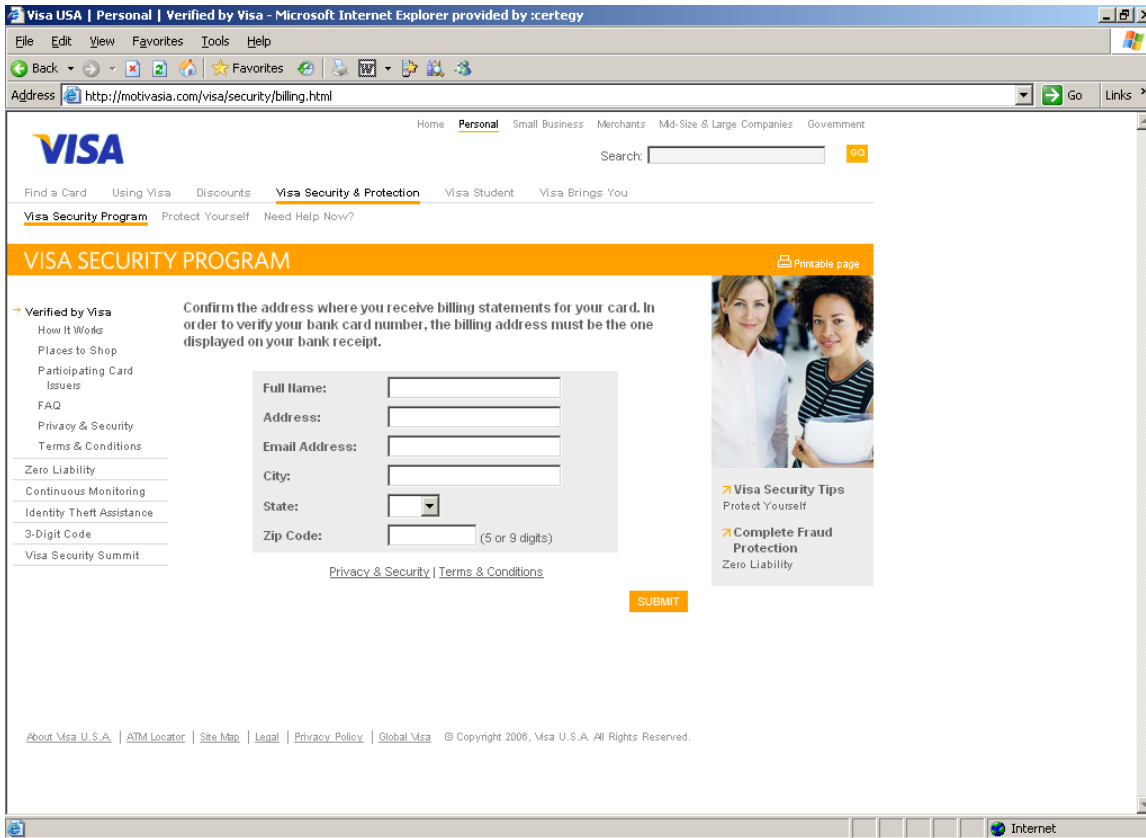 Visa USA | Personal | Verified by Visa - Microsoft Internet Explorer provided by :certegy
File Edit View Favorites Tools Help
Back Favorites
Address http://motivasia.com/visa/security/billing.html Go Links
Home Personal Small Business Merchants Mid-Size & Large Companies Government
VISA
Search: GO
Find a Card Using Visa Discounts Visa Security & Protection Visa Student Visa Brings You
Visa Security Program Protect Yourself Need Help Now?
VISA SECURITY PROGRAM Printable page
Verified by Visa
How It Works
Places to Shop
Participating Card
Issuers
FAQ
Privacy & Security
Terms & Conditions
Zero Liability
Continuous Monitoring
Identity Theft Assistance
3-Digit Code
Visa Security Summit
Confirm the address where you receive billing statements for your card. In
order to verify your bank card number, the billing address must be the one
displayed on your bank receipt.
Full Name:
Address:
Email Address:
City:
State:
Zip Code: (5 or 9 digits)
Privacy & Security | Terms & Conditions
SUBMIT
Visa Security Tips
Protect Yourself
Complete Fraud
Protection
Zero Liability
About Visa U.S.A. | ATM Locator | Site Map | Legal | Privacy Policy | Global Visa © Copyright 2006, Visa U.S.A. All Rights Reserved.
Internet